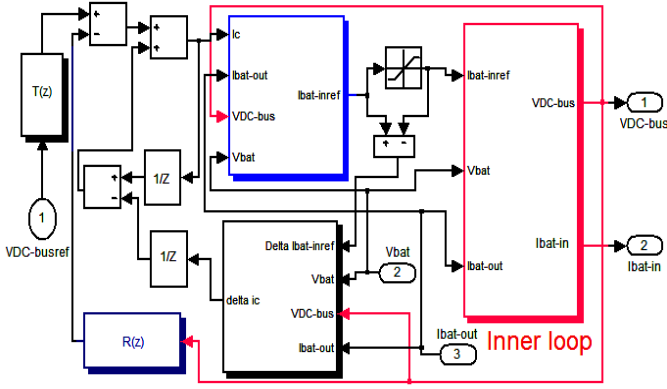 +
-
+
+
T(z)
Ic
Ibat-out
VDC-bus
Vbat
Ibat-inref
+ -
Ibat-inref
Vbat
Ibat-out
VDC-bus
Ibat-in
1
VDC-bus
2
Ibat-in
1
VDC-busref
+
-
1/Z
1/Z
delta ic
Delta Ibat-inref
Vbat
VDC-bus
Ibat-out
Vbat
2
Ibat-out
3
Inner loop
R(z)